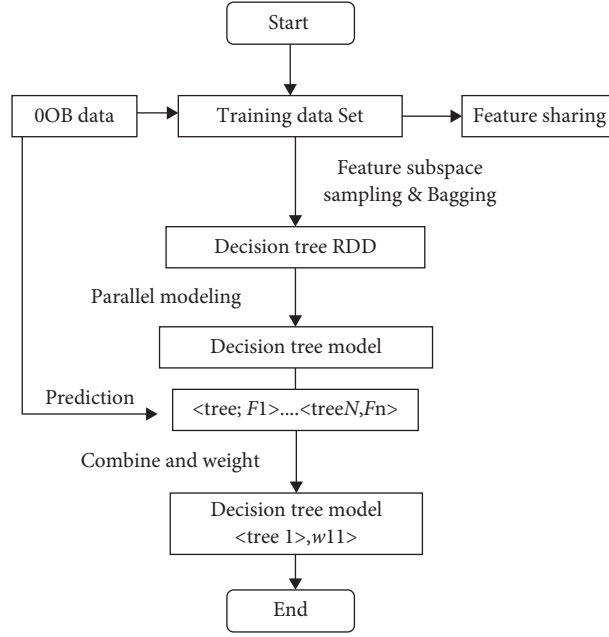 Start
0OB data
Training data Set
Feature sharing
Feature subspace
sampling & Bagging
Decision tree RDD
Parallel modeling
Decision tree model
Prediction
<tree; F1>....<treeN,Fn>
Combine and weight
Decision tree model
<tree 1>,w11>
End